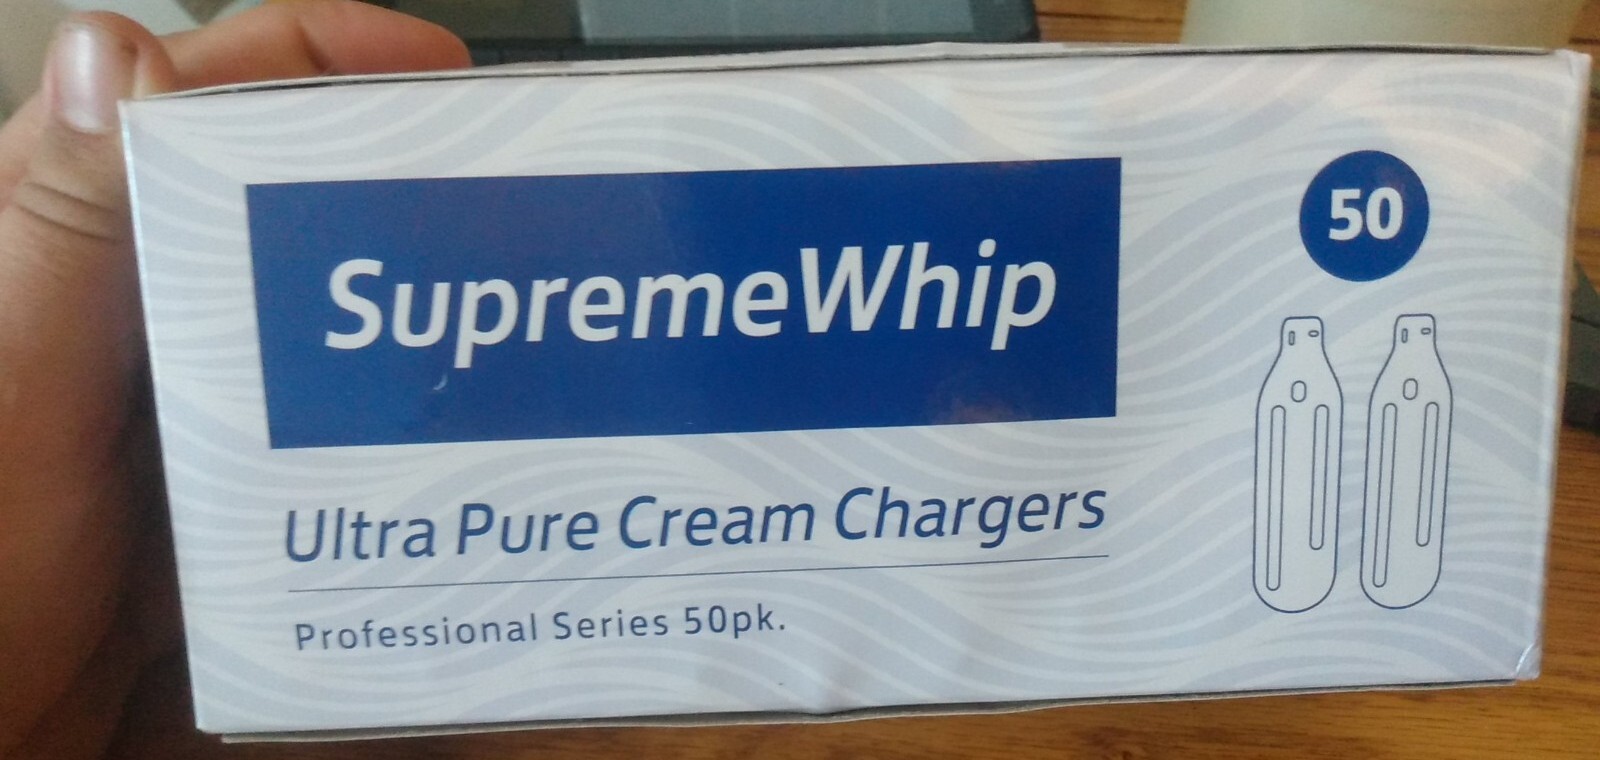 SupremeWhip
50
Ultra Pure Cream Chargers
Professional Series 50pk.